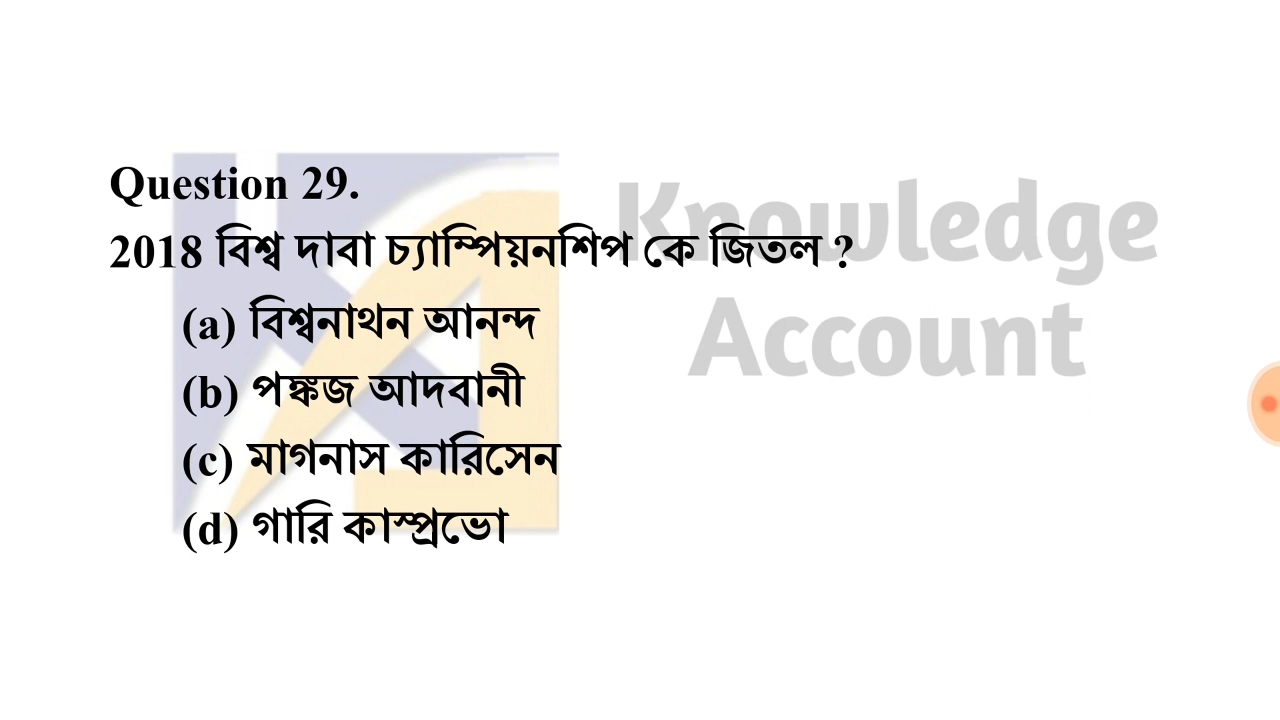 Question 29.
2018 বিশ্ব দাবা চ্যাম্পিয়নশিপ কে জিতল ?
(a) বিশ্বনাথন আনন্দ
(b) পঙ্কজ আদবানী
(c) মাগনাস কারিসেন
(d) গারি কাস্প্রভো
Knowledge
Account